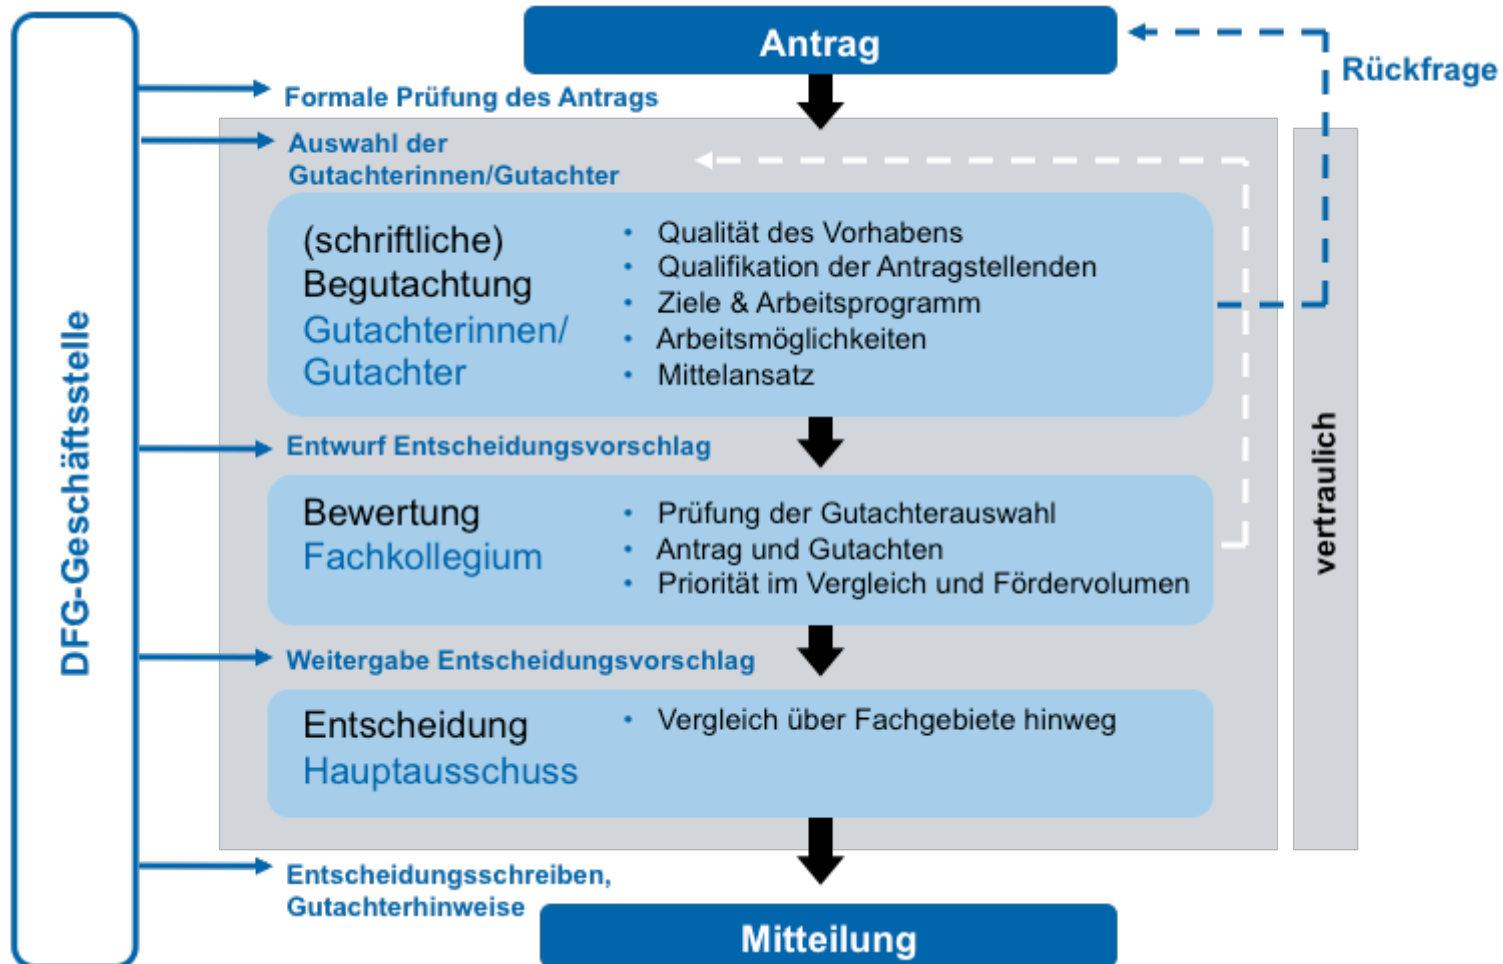 DFG-Geschäftsstelle
Antrag
Rückfrage
Formale Prüfung des Antrags
Auswahl der
Gutachterinnen/Gutachter
(schriftliche)
Begutachtung
Gutachterinnen/
Gutachter
• Qualität des Vorhabens
• Qualifikation der Antragstellenden
• Ziele & Arbeitsprogramm
• Arbeitsmöglichkeiten
• Mittelansatz
Entwurf Entscheidungsvorschlag
Bewertung
Fachkollegium
• Prüfung der Gutachterauswahl
• Antrag und Gutachten
• Priorität im Vergleich und Fördervolumen
Weitergabe Entscheidungsvorschlag
Entscheidung
Hauptausschuss
• Vergleich über Fachgebiete hinweg
vertraulich
Entscheidungsschreiben,
Gutachterhinweise
Mitteilung